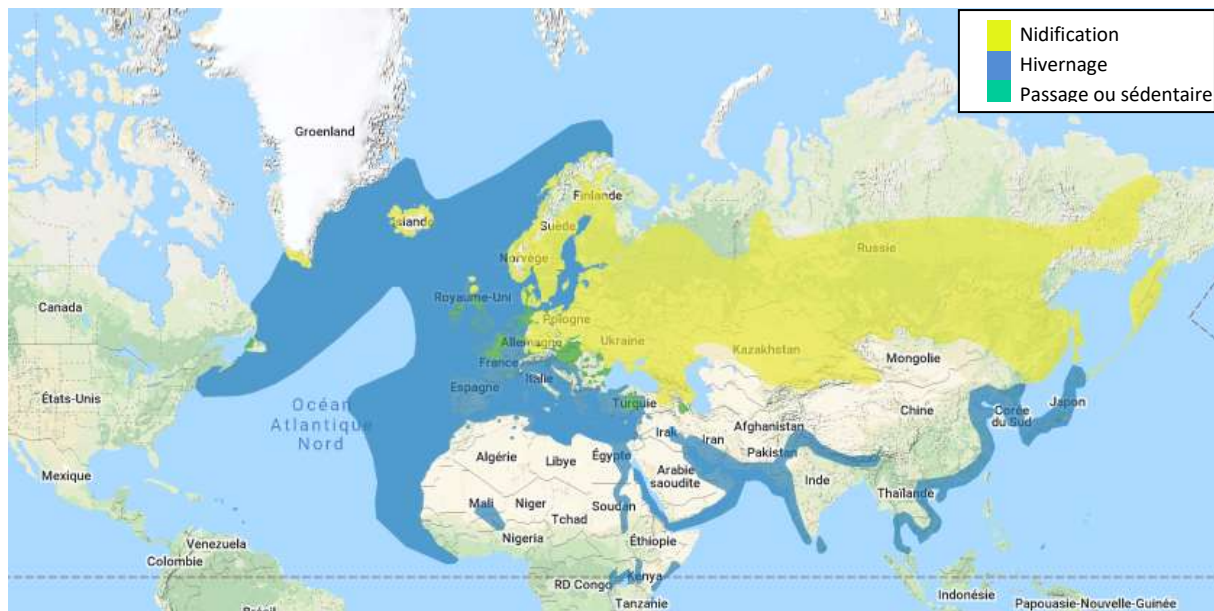 Nidification
Hivernage
Passage ou sédentaire
Groenland
Islande
Finlande
Suède
Norvège
Russie
Canada
Royaume-Uni
Pologne
Allemagne
Ukraine
Kazakhstan
Mongolie
France
Italie
Espagne
Turquie
États-Unis
Océan
Atlantique
Nord
Chine
Corée
du Sud
Japon
Afghanistan
Irak
Iran
Pakistan
Algérie
Libye
Égypte
Arabie
saoudite
Inde
Mexique
Mali
Niger
Tchad
Soudan
Thaïlande
Nigeria
Éthiopie
Venezuela
Colombie
RD Congo
Kenya
Tanzanie
Indonésie
Papouasie-Nouvelle-Guinée
Brésil